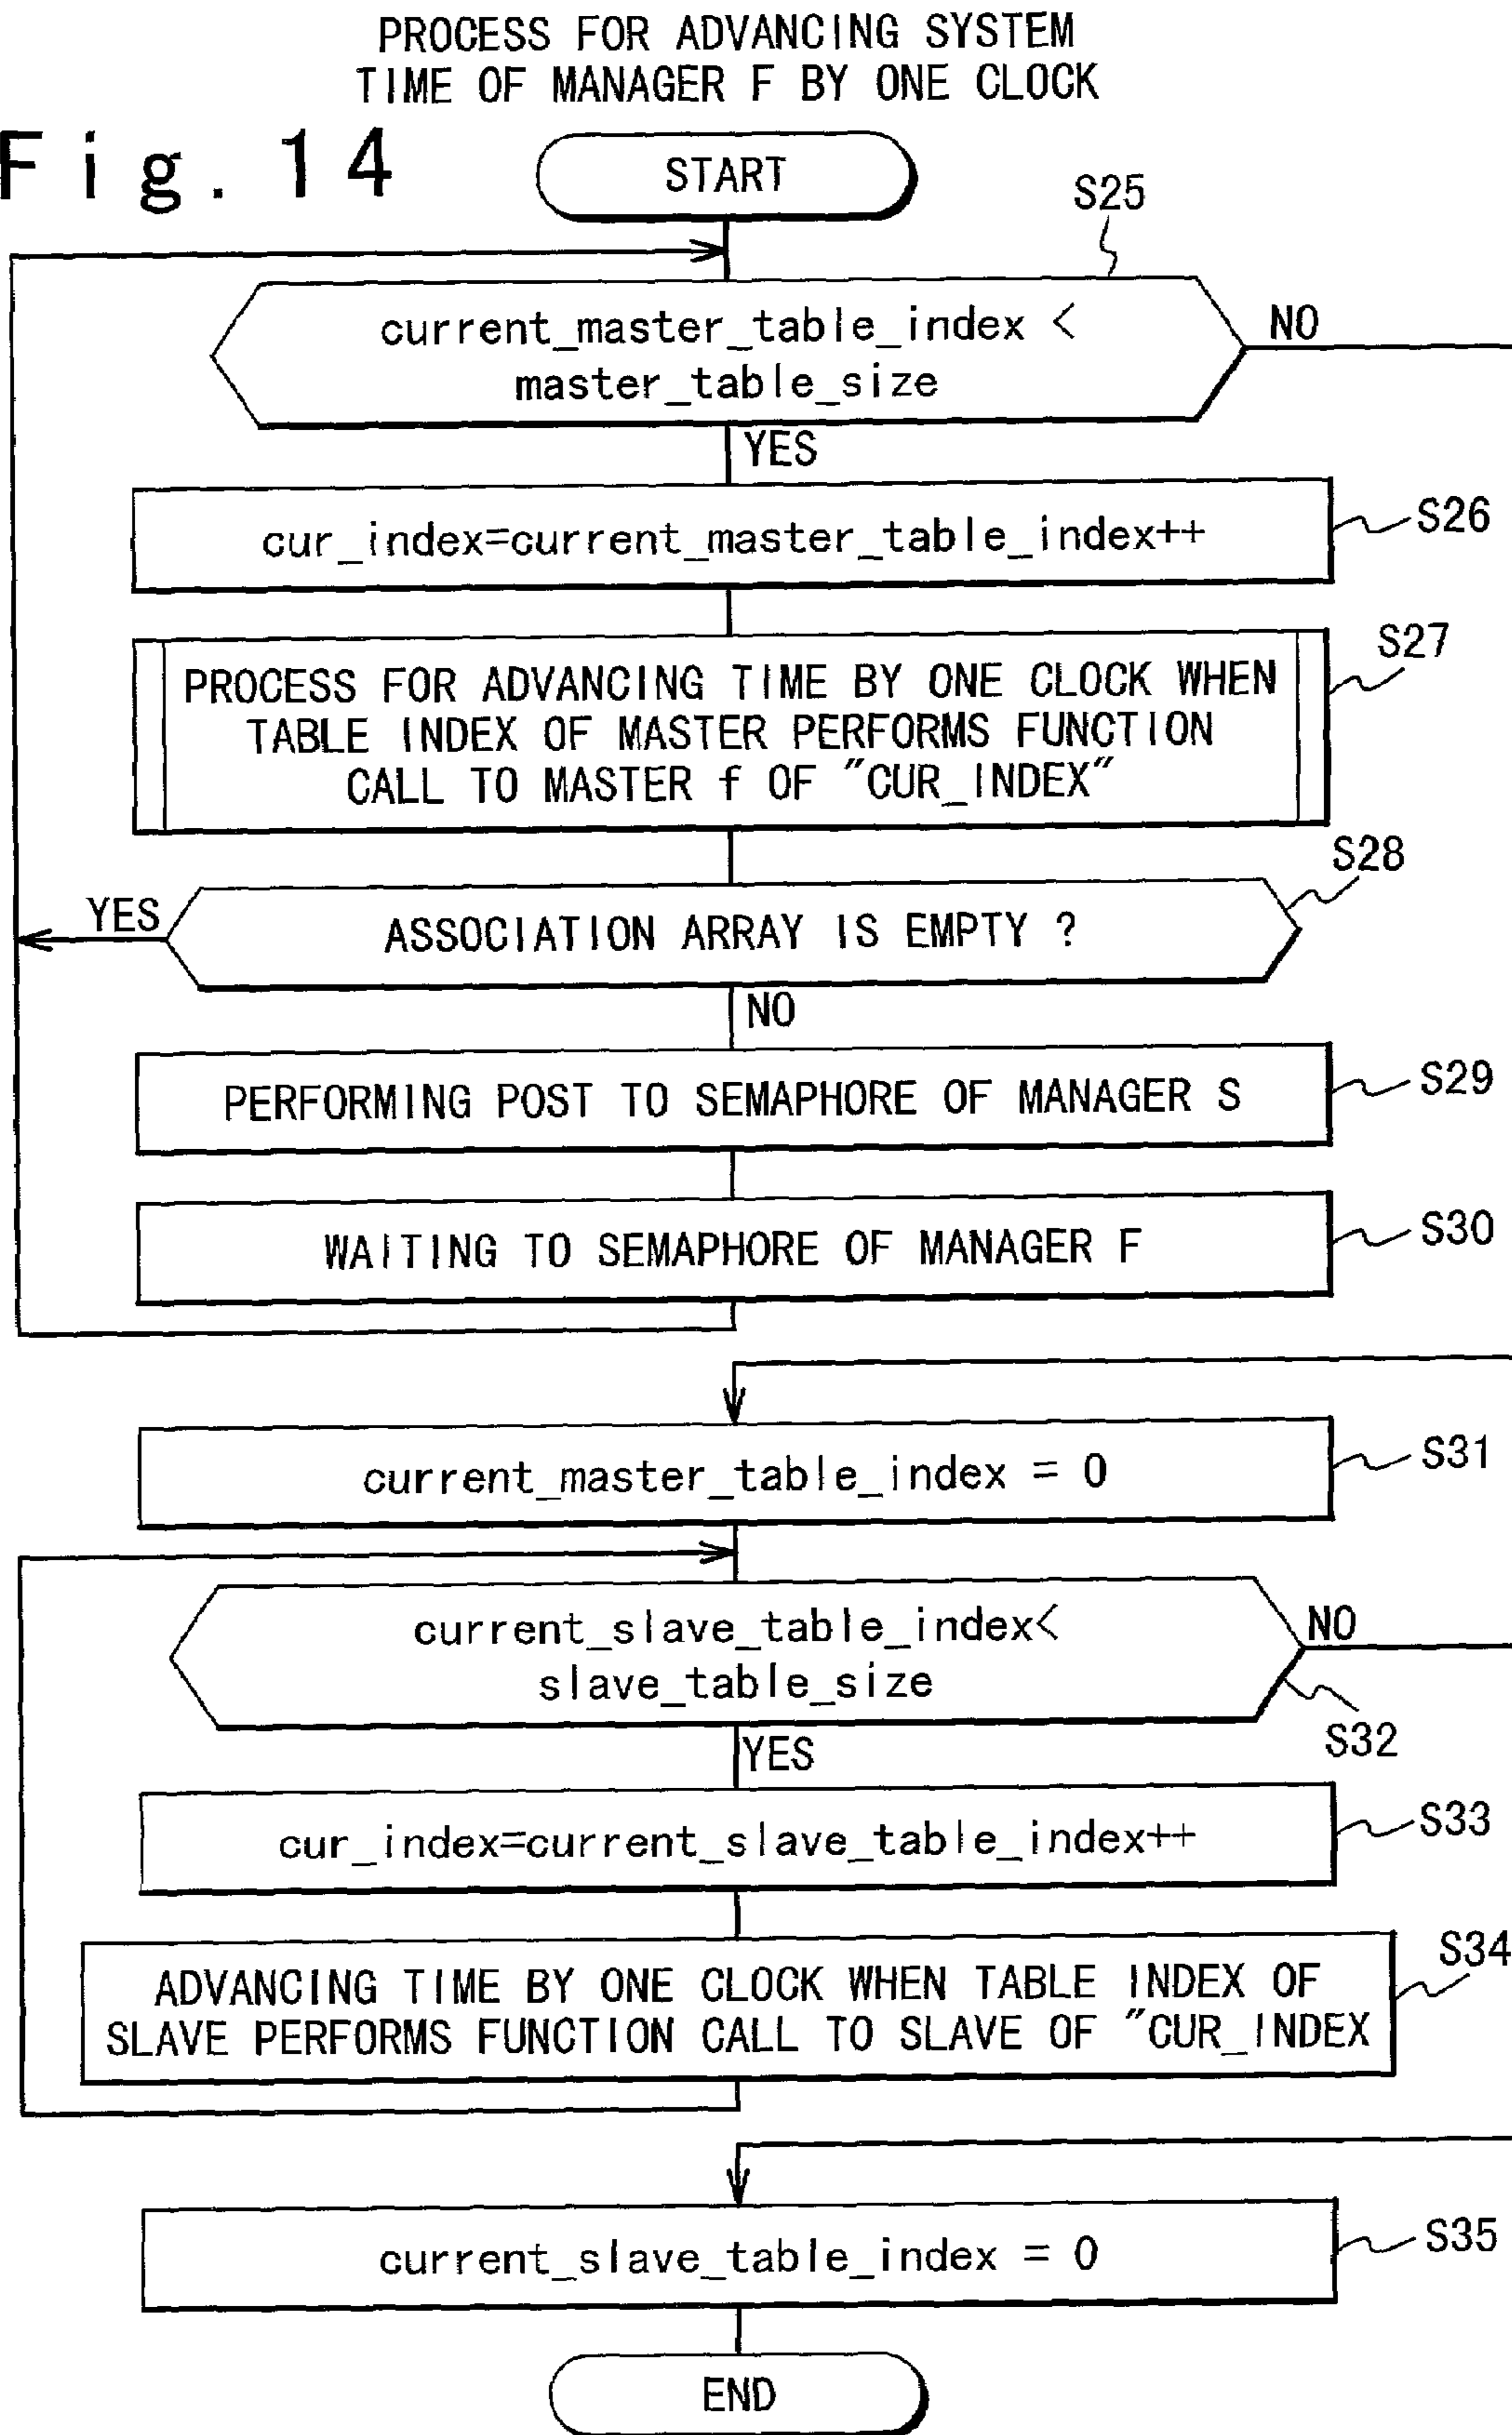 PROCESS FOR ADVANCING SYSTEM
TIME OF MANAGER F BY ONE CLOCK
Fig. 14
START
S25
current_master_table_index <
master_table_size
NO
YES
cur_index=current_master_table_index++
S26
PROCESS FOR ADVANCING TIME BY ONE CLOCK WHEN
TABLE INDEX OF MASTER PERFORMS FUNCTION
CALL TO MASTER f OF "CUR_INDEX"
S27
S28
YES
ASSOCIATION ARRAY IS EMPTY ?
NO
PERFORMING POST TO SEMAPHORE OF MANAGER S
S29
WAITING TO SEMAPHORE OF MANAGER F
S30
current_master_table_index = 0
S31
current_slave_table_index<
slave_table_size
NO
S32
YES
cur_index=current_slave_table_index++
S33
S34
ADVANCING TIME BY ONE CLOCK WHEN TABLE INDEX OF
SLAVE PERFORMS FUNCTION CALL TO SLAVE OF "CUR_INDEX
current_slave_table_index = 0
S35
END